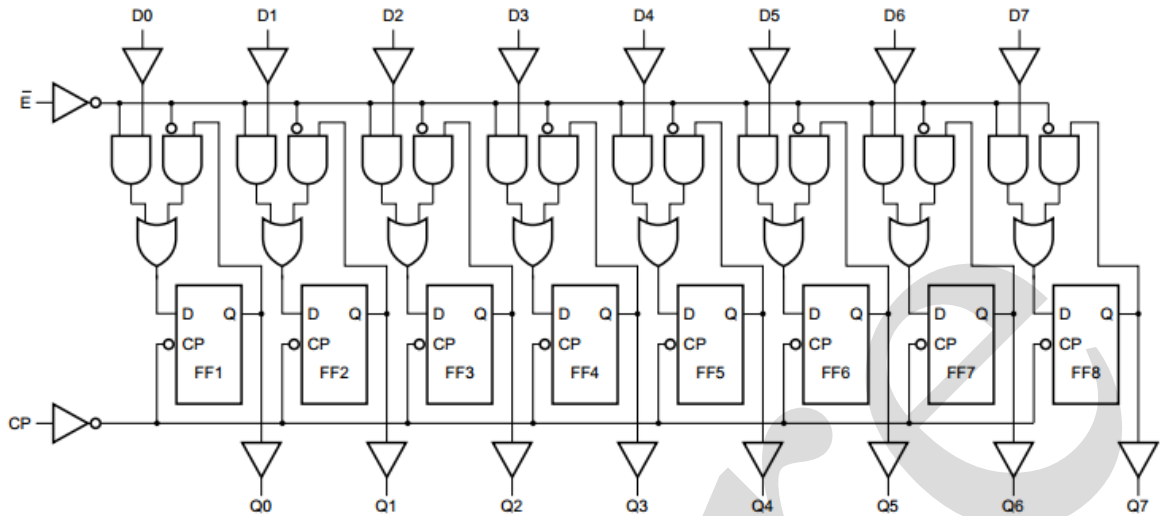 D0 D1 D2 D3 D4 D5 D6 D7
E̅
D Q D Q D Q D Q D Q D Q D Q D Q
CP CP CP CP CP CP CP CP
FF1 FF2 FF3 FF4 FF5 FF6 FF7 FF8
CP
Q0 Q1 Q2 Q3 Q4 Q5 Q6 Q7